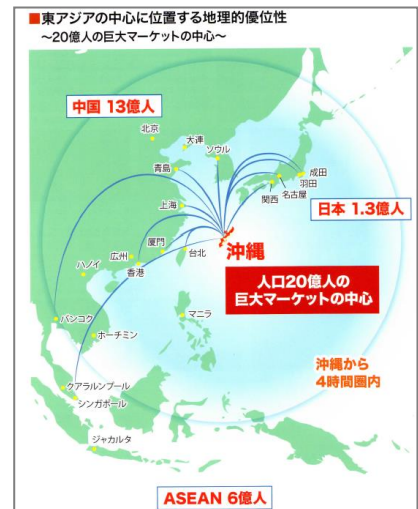 ■東アジアの中心に位置する地理的優位性
～20億人の巨大マーケットの中心～
中国 13億人
北京
大連
ソウル
青島
成田
羽田
名古屋
関西
日本 1.3億人
上海
沖縄
厦門
台北
広州
香港
ハノイ
人口20億人の
巨大マーケットの中心
バンコク
マニラ
ホーチミン
沖縄から
4時間圏内
クアラルンプール
シンガポール
ジャカルタ
ASEAN 6億人